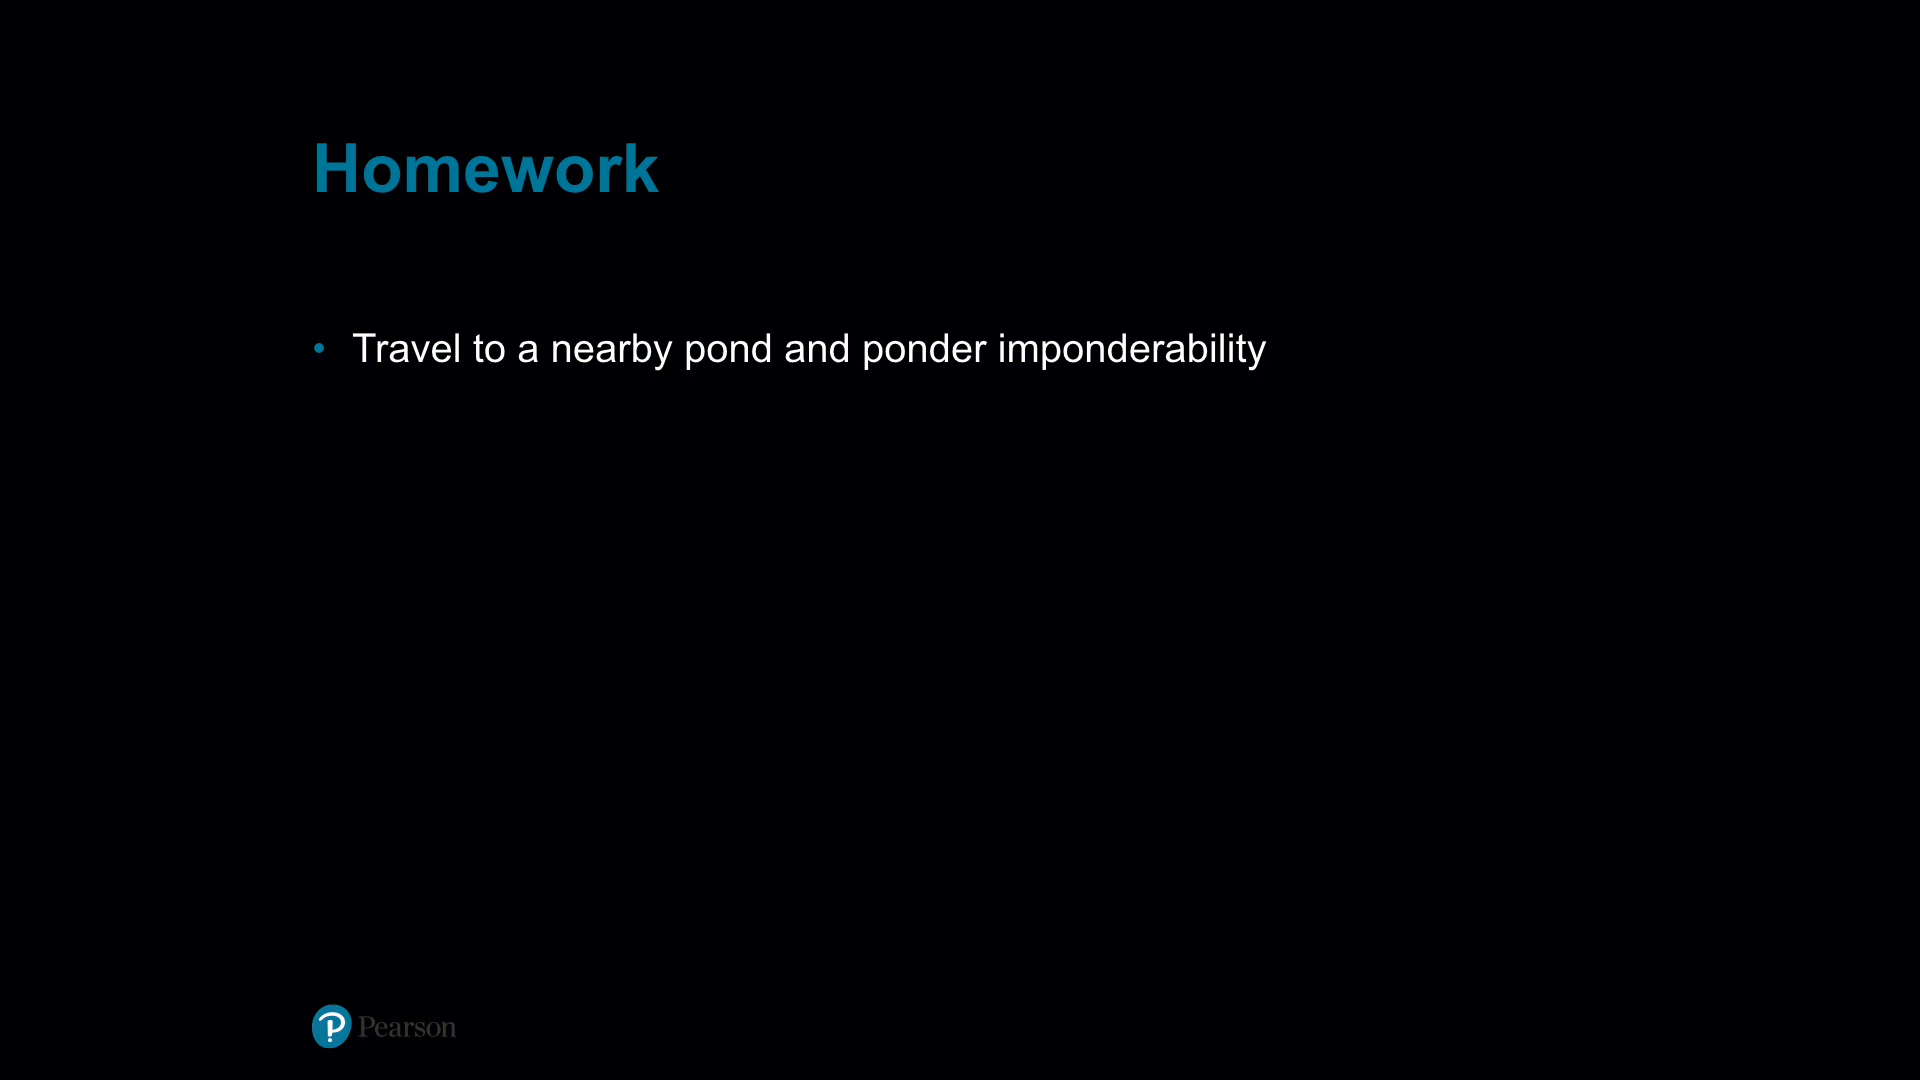 Homework
• Travel to a nearby pond and ponder imponderability
Pearson